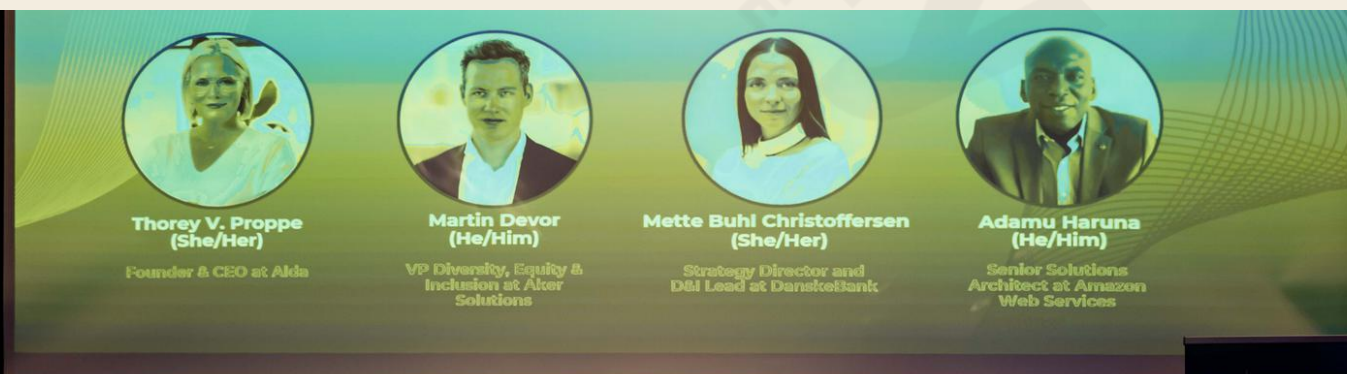 Thorey V. Proppe
(She/Her)
Founder & CEO at Alda
Martin Devor
(He/Him)
VP Diversity, Equity &
Inclusion at Aker
Solutions
Mette Buhl Christoffersen
(She/Her)
Strategy Director and
D&I Lead at DanskeBank
Adamu Haruna
(He/Him)
Senior Solutions
Architect at Amazon
Web Services